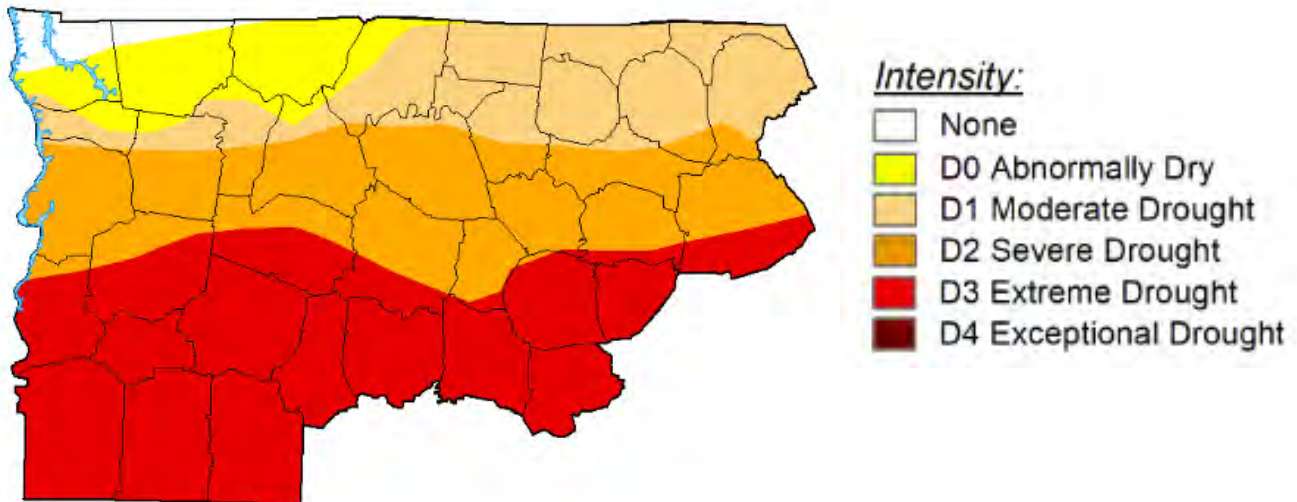 Intensity:
None
D0 Abnormally Dry
D1 Moderate Drought
D2 Severe Drought
D3 Extreme Drought
D4 Exceptional Drought